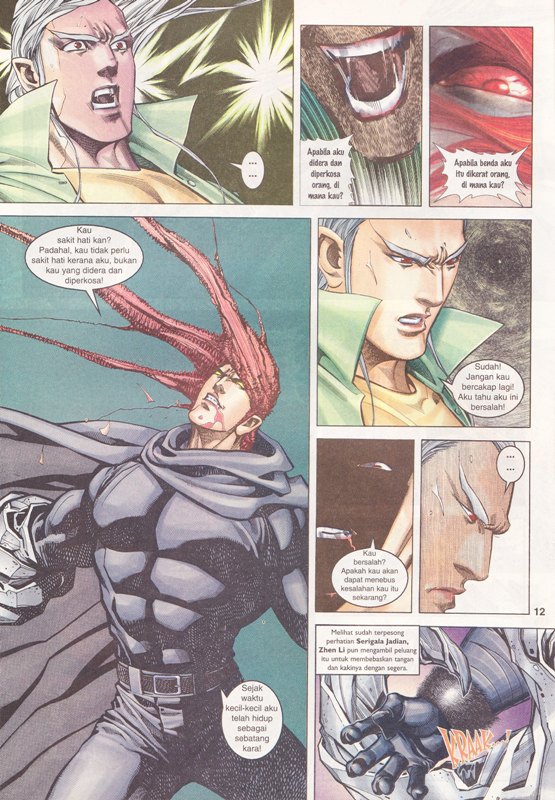 ...
...
Apabila aku
didera dan
diperkosa
orang, di
mana kau?
Apabila benda aku
itu dikerat orang,
di mana kau?
Kau
sakit hati kan?
Padahal, kau tidak perlu
sakit hati kerana aku, bukan
kau yang didera dan
diperkosa!
Sudah!
Jangan kau
bercakap lagi!
Aku tahu aku ini
bersalah!
Kau
bersalah?
Apakah kau akan
dapat menebus
kesalahan kau itu
sekarang?
...
...
Sejak
waktu
kecil-kecil aku
telah hidup
sebagai
sebatang
kara!
12
Melihat sudah terpesong
perhatian Serigala Jadian,
Zhen Li pun mengambil peluang
itu untuk membebaskan tangan
dan kakinya dengan segera.
KRAAK...!